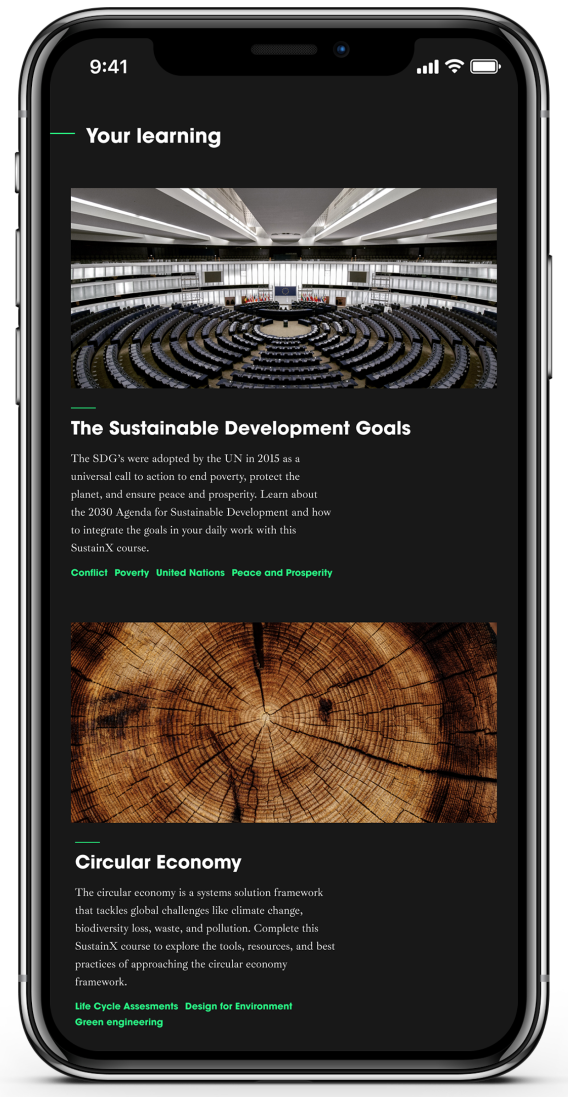 9:41
Your learning
The Sustainable Development Goals
The SDG's were adopted by the UN in 2015 as a
universal call to action to end poverty, protect the
planet, and ensure peace and prosperity. Learn about
the 2030 Agenda for Sustainable Development and how
to integrate the goals in your daily work with this
SustainX course.
Conflict Poverty United Nations Peace and Prosperity
Circular Economy
The circular economy is a systems solution framework
that tackles global challenges like climate change,
biodiversity loss, waste, and pollution. Complete this
SustainX course to explore the tools, resources, and best
practices of approaching the circular economy
framework.
Life Cycle Assesments Design for Environment
Green engineering